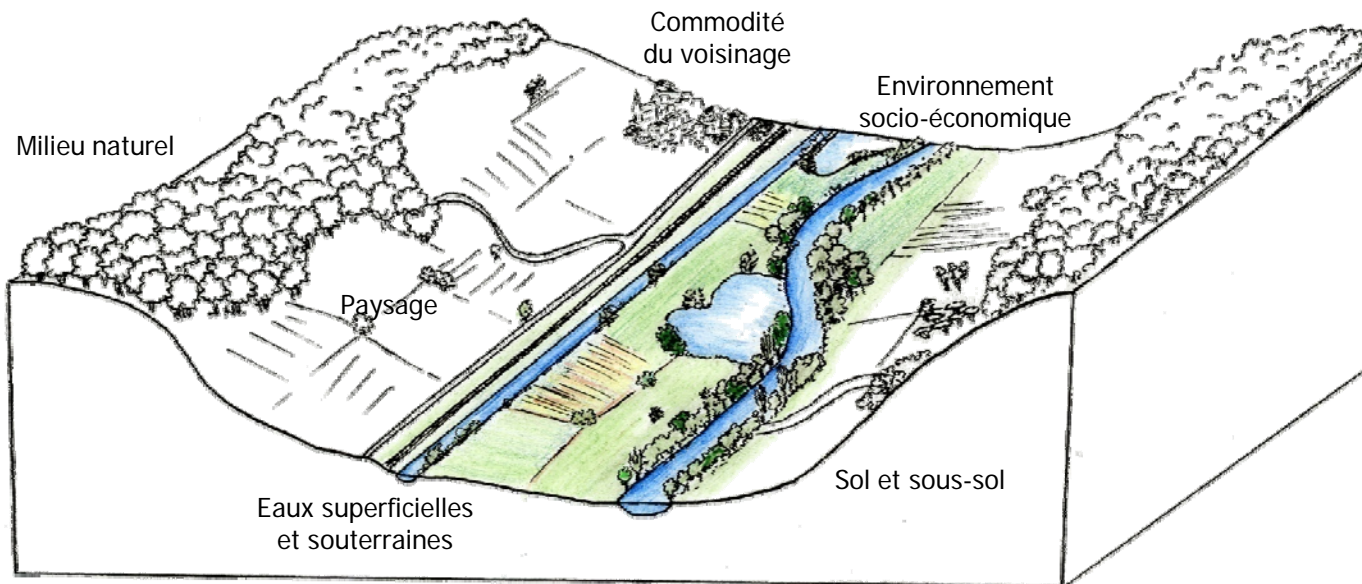 Commodité
du voisinage
Environnement
socio-économique
Milieu naturel
Paysage
Sol et sous-sol
Eaux superficielles
et souterraines